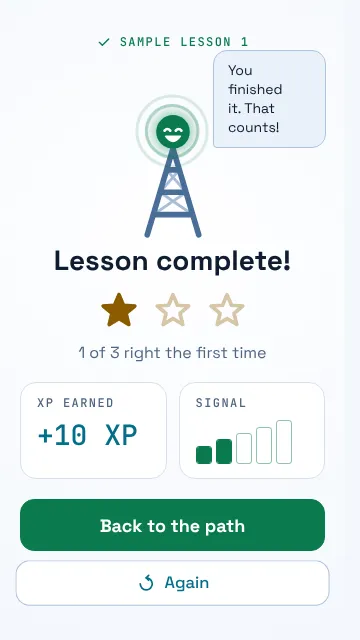 SAMPLE LESSON 1
You
finished
it. That
counts!
Lesson complete!
1 of 3 right the first time
XP EARNED
+10 XP
SIGNAL
Back to the path
Again